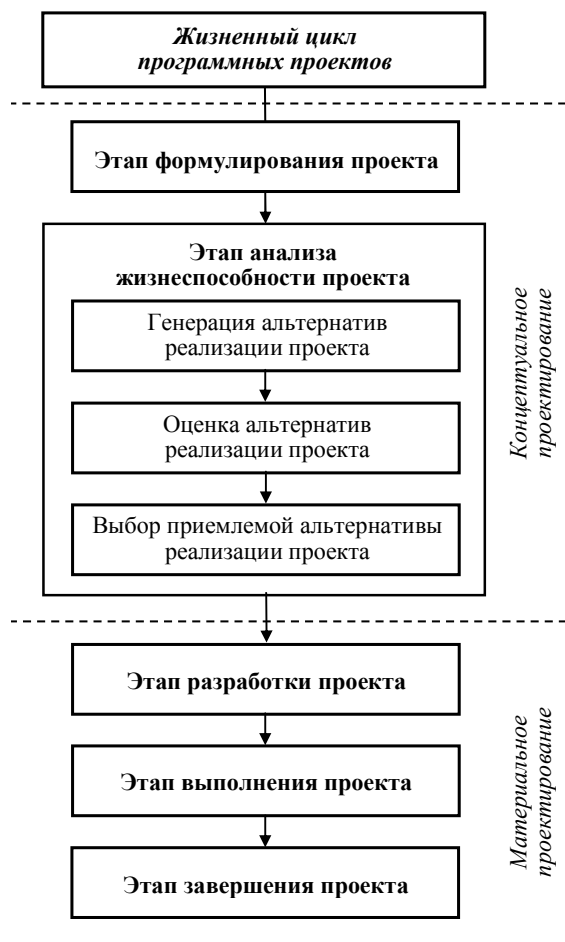 Жизненный цикл
программных проектов
Этап формулирования проекта
Этап анализа
жизнеспособности проекта
Генерация альтернатив
реализации проекта
Оценка альтернатив
реализации проекта
Выбор приемлемой альтернативы
реализации проекта
Концептуальное
проектирование
Этап разработки проекта
Этап выполнения проекта
Этап завершения проекта
Материальное
проектирование